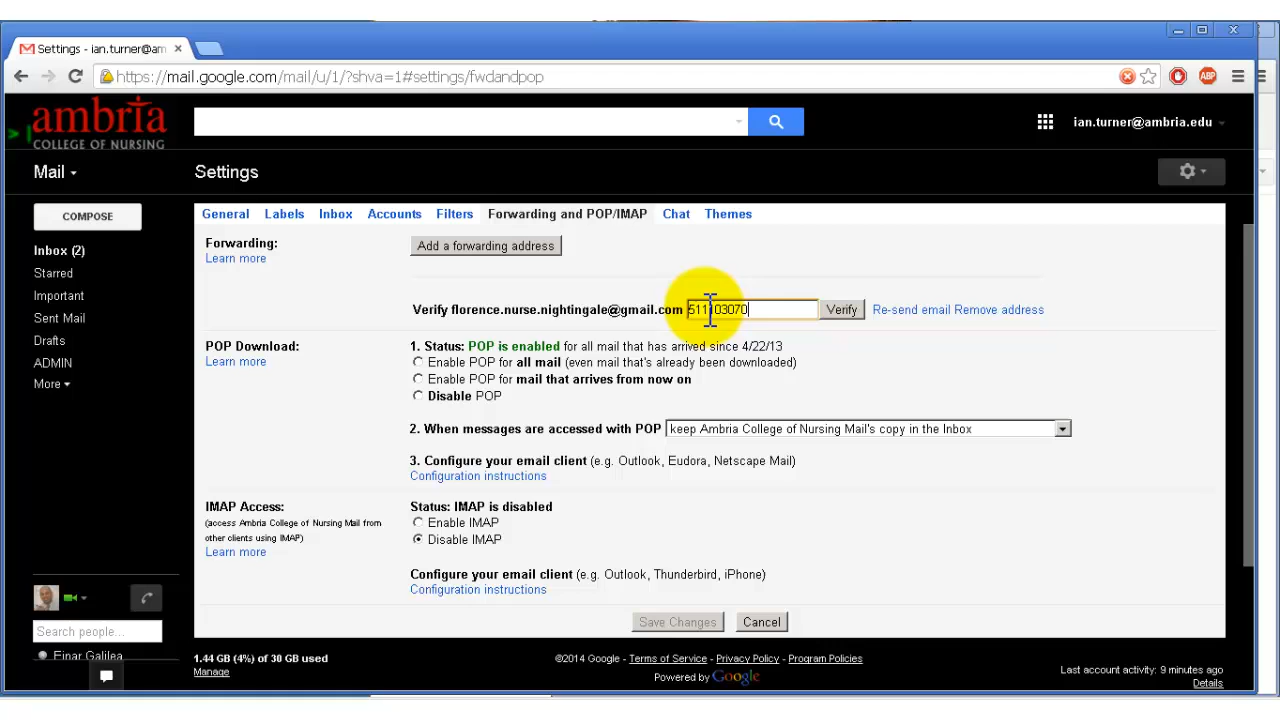 Settings - ian.turner@am
https://mail.google.com/mail/u/1/?shva=1#settings/fwdandpop
ABP
ambria
COLLEGE OF NURSING
ian.turner@ambria.edu
Mail
Settings
COMPOSE
General Labels Inbox Accounts Filters Forwarding and POP/IMAP Chat Themes
Inbox (2)
Starred
Important
Sent Mail
Drafts
ADMIN
More
Forwarding:
Learn more
Add a forwarding address
Verify florence.nurse.nightingale@gmail.com 511103070 Verify Re-send email Remove address
POP Download:
Learn more
1. Status: POP is enabled for all mail that has arrived since 4/22/13
Enable POP for all mail (even mail that's already been downloaded)
Enable POP for mail that arrives from now on
Disable POP
2. When messages are accessed with POP keep Ambria College of Nursing Mail's copy in the Inbox
3. Configure your email client (e.g. Outlook, Eudora, Netscape Mail)
Configuration instructions
IMAP Access:
(access Ambria College of Nursing Mail from
other clients using IMAP)
Learn more
Status: IMAP is disabled
Enable IMAP
Disable IMAP
Configure your email client (e.g. Outlook, Thunderbird, iPhone)
Configuration instructions
Save Changes Cancel
Search people...
Einar Galilea
1.44 GB (4%) of 30 GB used
Manage
©2014 Google - Terms of Service - Privacy Policy - Program Policies
Powered by Google
Last account activity: 9 minutes ago
Details